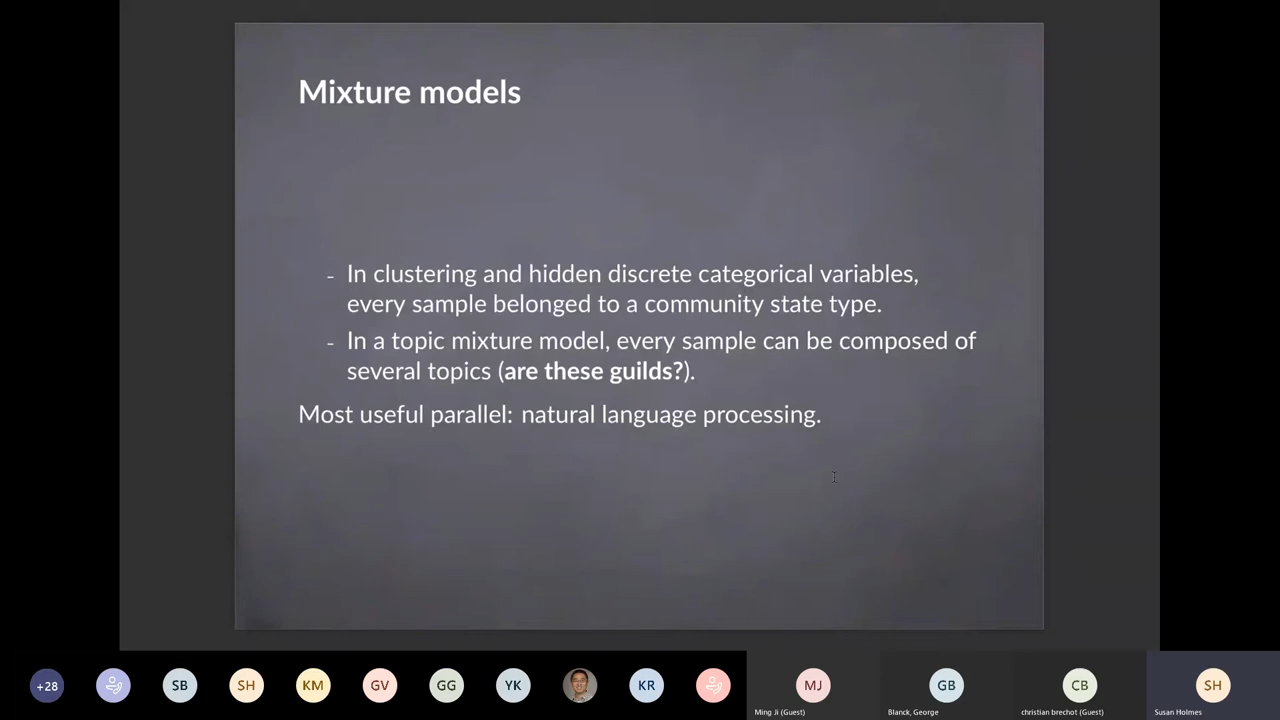 Mixture models
- In clustering and hidden discrete categorical variables,
every sample belonged to a community state type.
- In a topic mixture model, every sample can be composed of
several topics (are these guilds?).
Most useful parallel: natural language processing.
+28
SB
SH
KM
GV
GG
YK
KR
MJ
GB
CB
SH
Ming Ji (Guest)
Blanck, George
christian brechot (Guest)
Susan Holmes